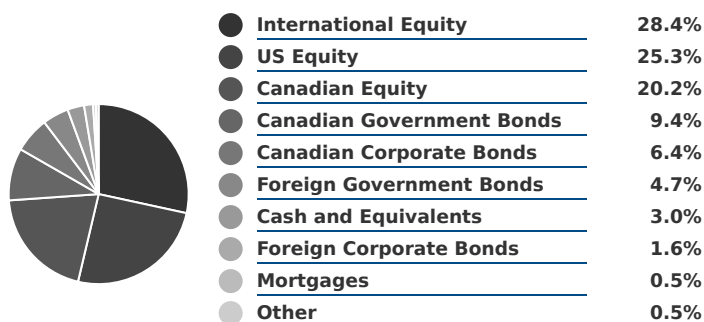 International Equity 28.4%
US Equity 25.3%
Canadian Equity 20.2%
Canadian Government Bonds 9.4%
Canadian Corporate Bonds 6.4%
Foreign Government Bonds 4.7%
Cash and Equivalents 3.0%
Foreign Corporate Bonds 1.6%
Mortgages 0.5%
Other 0.5%